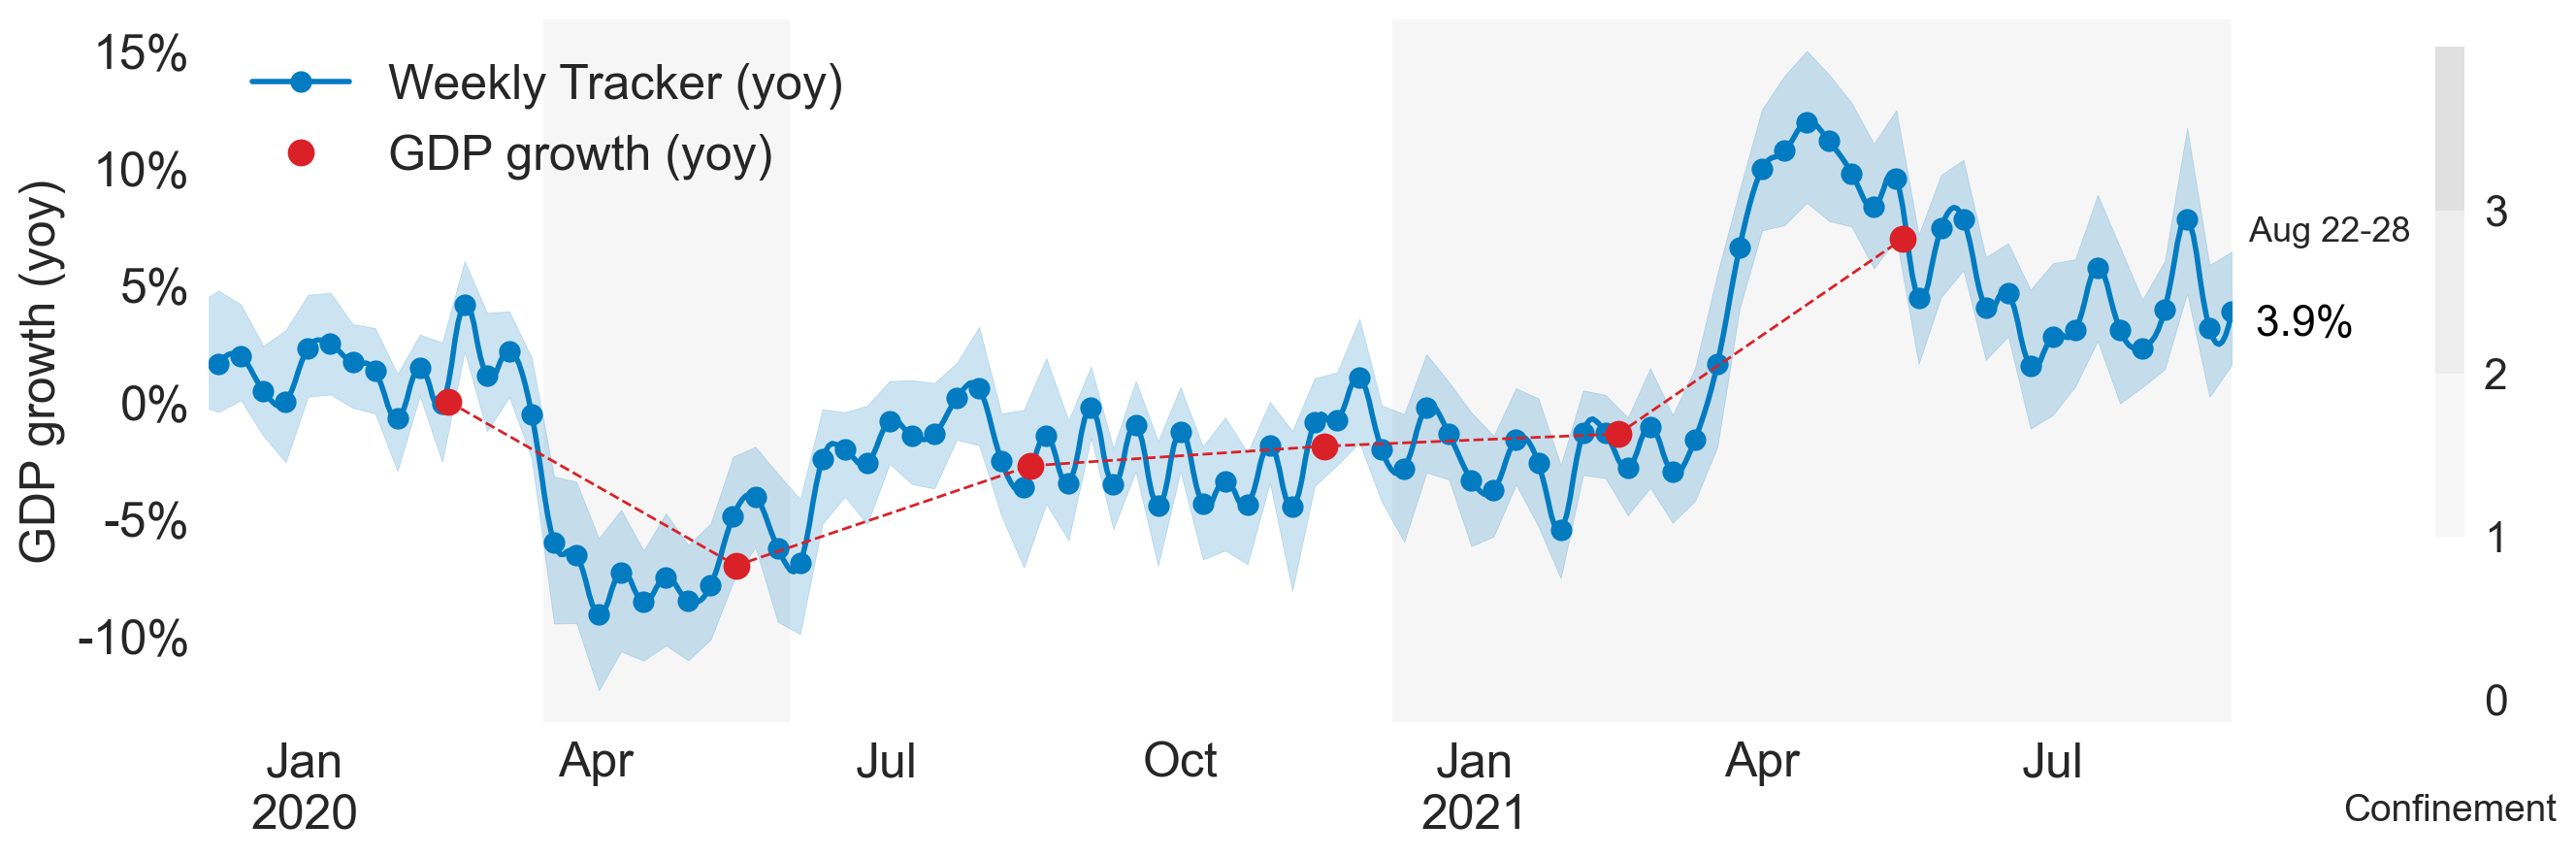 15%
10%
5%
0%
-5%
-10%
GDP growth (yoy)
Weekly Tracker (yoy)
GDP growth (yoy)
Jan
2020
Apr
Jul
Oct
Jan
2021
Apr
Jul
Aug 22-28
3.9%
3
2
1
0
Confinement